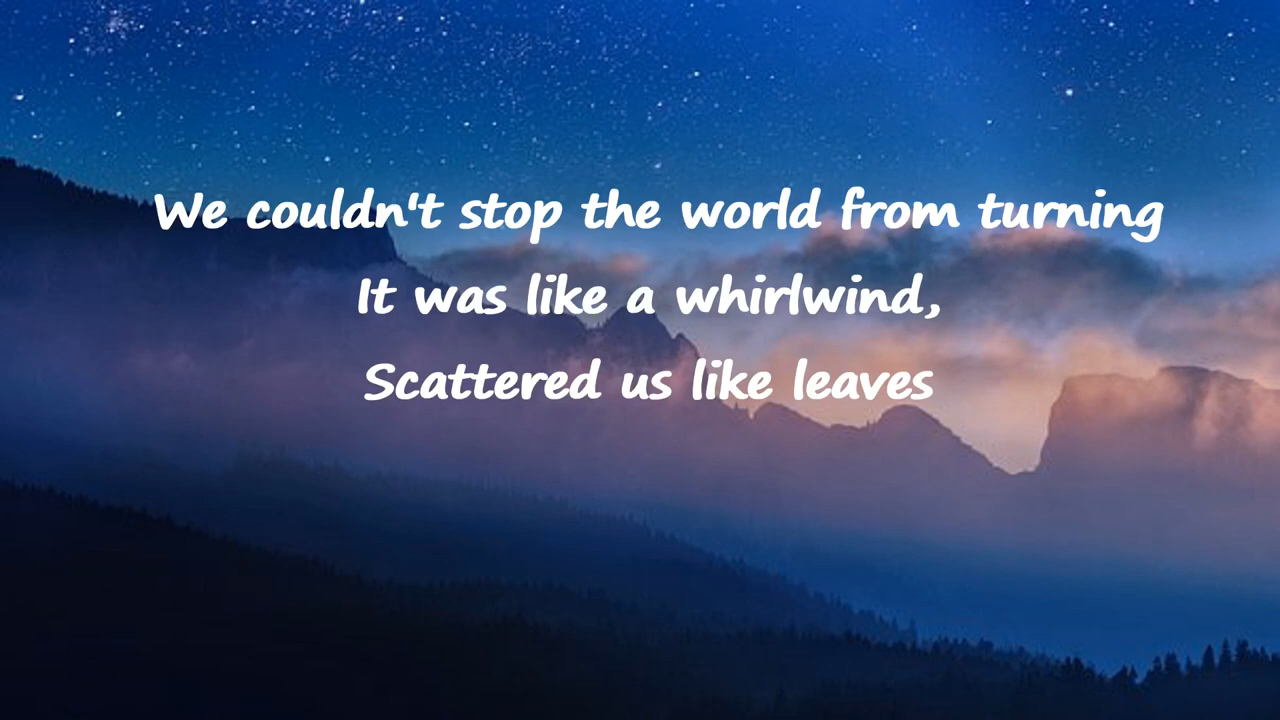 We couldn't stop the world from turning
It was like a whirlwind,
Scattered us like leaves